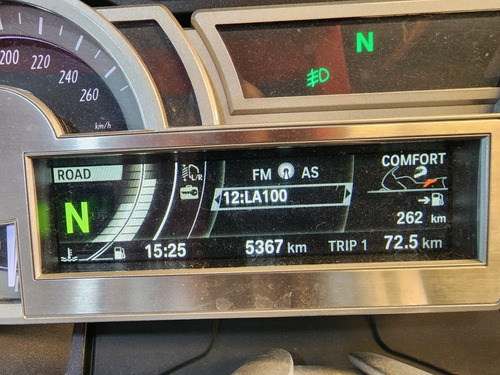 200 220 240 260
km/h
N
ROAD
N
L/R
FM AS
12:LA100
COMFORT
262 km
15:25 5367 km TRIP 1 72.5 km